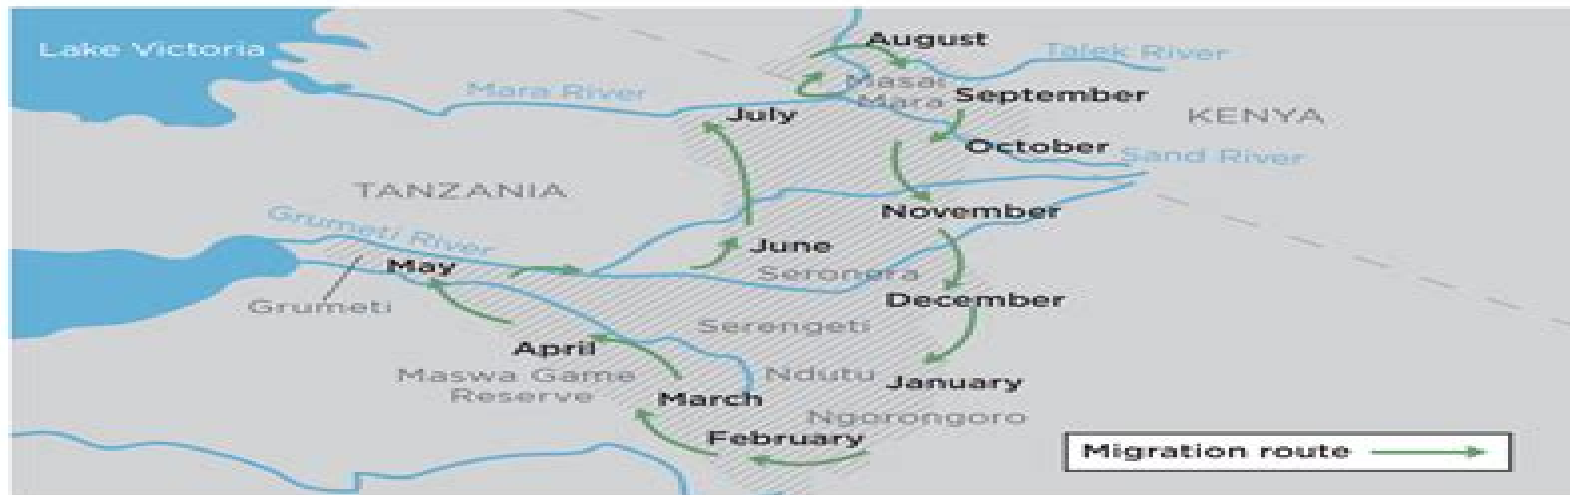 August
Lake Victoria
Talek River
Masai
Mara
Mara River
September
July
KENYA
October
Sand River
TANZANIA
November
Grumeti River
June
May
Seronera
December
Grumeti
Serengeti
April
Maswa Game
Reserve
Ndutu
January
March
Ngorongoro
February
Migration route